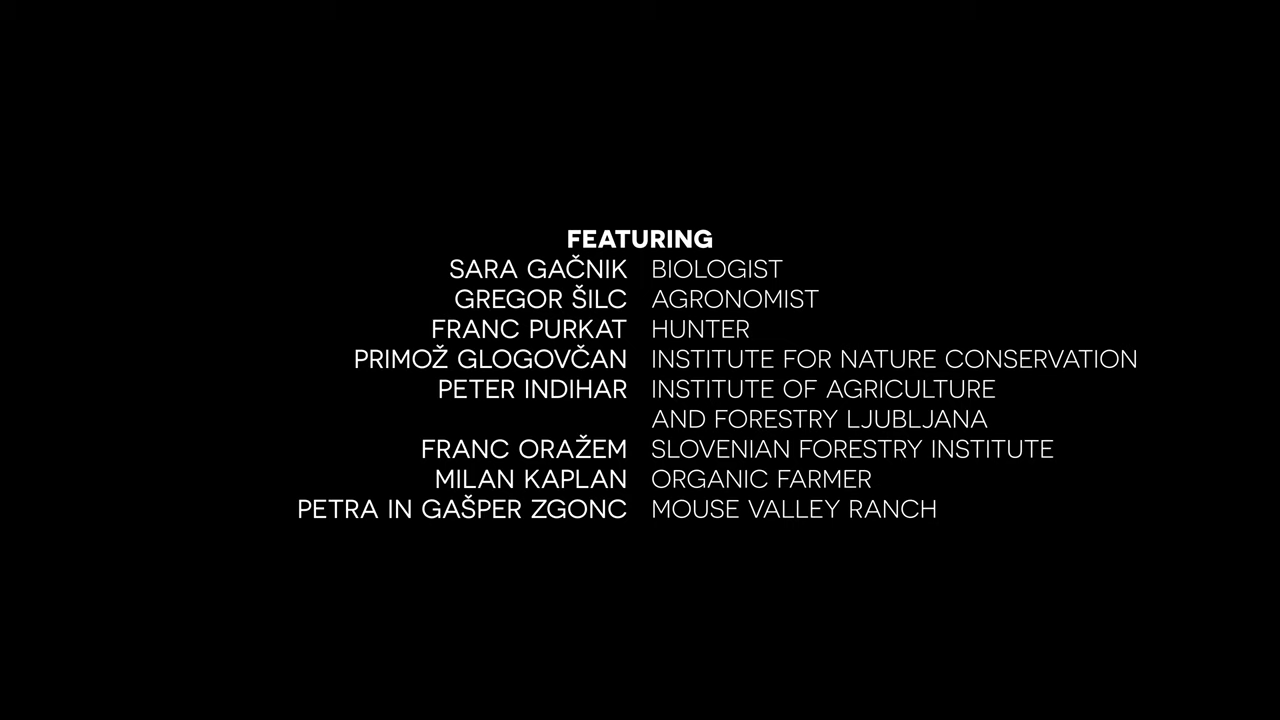 FEATURING
SARA GAČNIK BIOLOGIST
GREGOR ŠILC AGRONOMIST
FRANC PURKAT HUNTER
PRIMOŽ GLOGOVČAN INSTITUTE FOR NATURE CONSERVATION
PETER INDIHAR INSTITUTE OF AGRICULTURE
AND FORESTRY LJUBLJANA
FRANC ORAŽEM SLOVENIAN FORESTRY INSTITUTE
MILAN KAPLAN ORGANIC FARMER
PETRA IN GAŠPER ZGONC MOUSE VALLEY RANCH